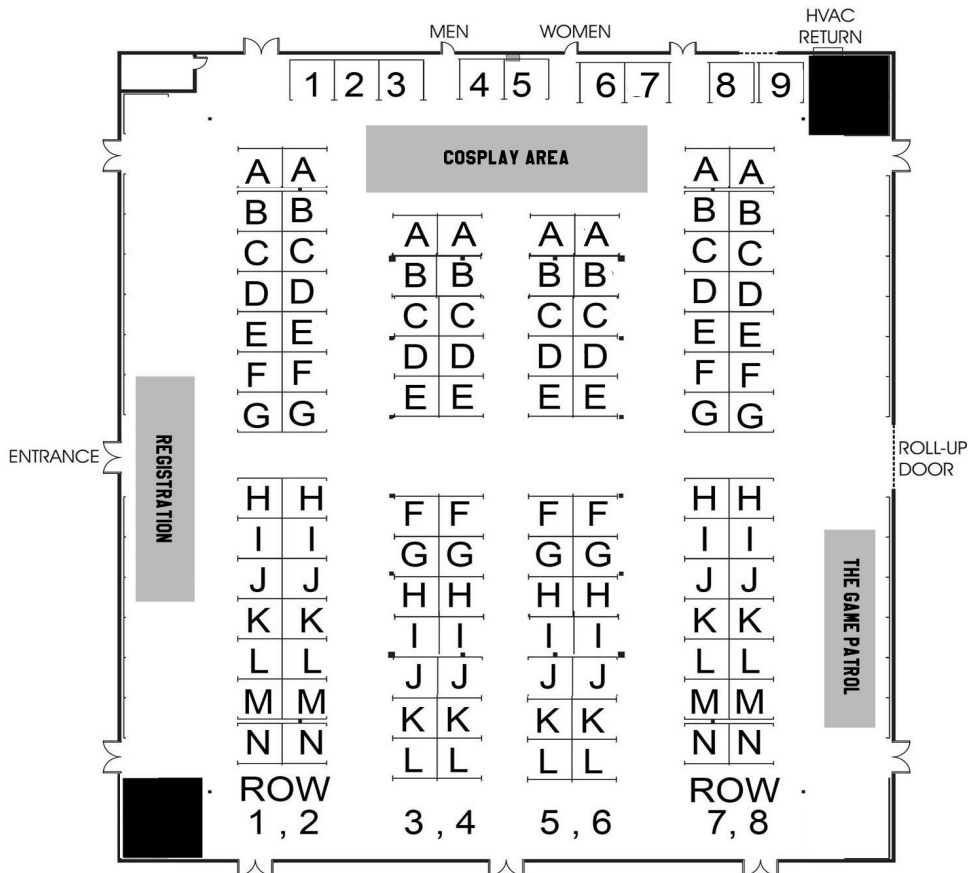 MEN
WOMEN
HVAC
RETURN
1 2 3 4 5 6 7 8 9
COSPLAY AREA
A A A A
B B B B
C C A A A A C C
D D B B B B D D
E E C C C C E E
F F D D D D F F
G G E E E E G G
ENTRANCE
REGISTRATION
ROLL-UP
DOOR
H H F F F F H H
I I G G G G I I
J J H H H H J J
K K I I I I K K
L L J J J J L L
M M K K K K M M
N N L L L L N N
THE GAME PATROL
ROW ROW
1 , 2 3 , 4 5 , 6 7, 8